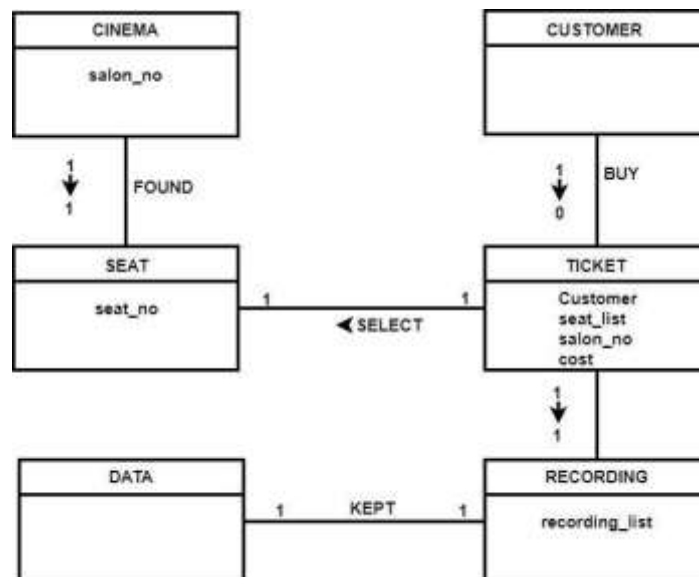 CINEMA
salon_no
CUSTOMER
1
1
FOUND
1
0
BUY
SEAT
seat_no
1
1
SELECT
TICKET
Customer
seat_list
salon_no
cost
1
1
DATA
1
KEPT
1
RECORDING
recording_list